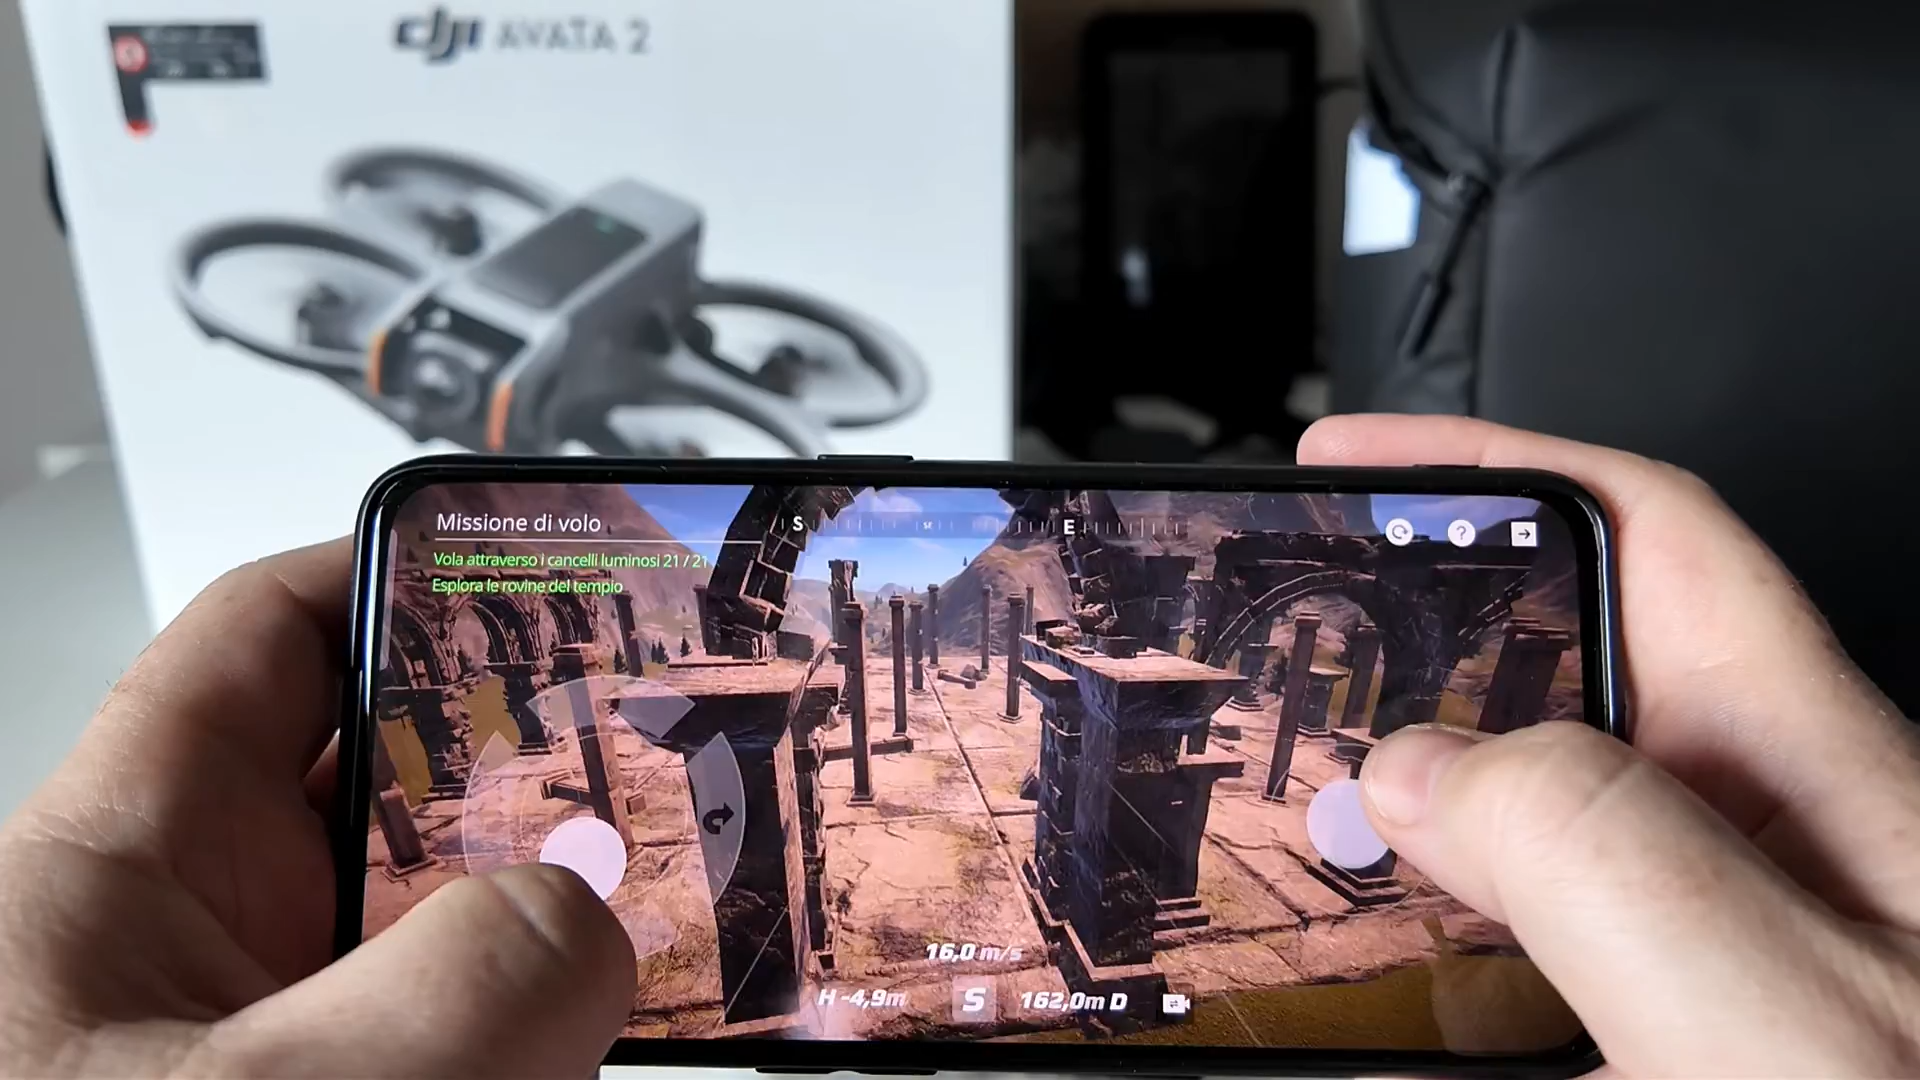 dji AVATA 2
Missione di volo
Vola attraverso i cancelli luminosi 21 / 21
Esplora le rovine del tempio
S
SE
E
?
16,0 m/s
H -4,9m
S
162,0m D